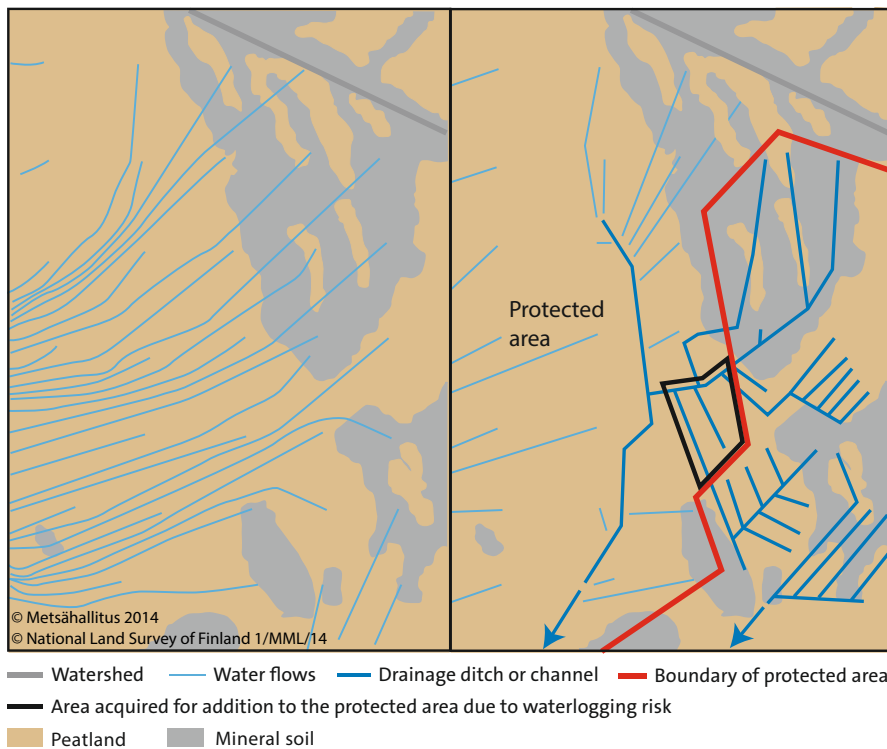 Protected
area
© Metsähallitus 2014
© National Land Survey of Finland 1/MML/14
Watershed
Water flows
Drainage ditch or channel
Boundary of protected area
Area acquired for addition to the protected area due to waterlogging risk
Peatland
Mineral soil